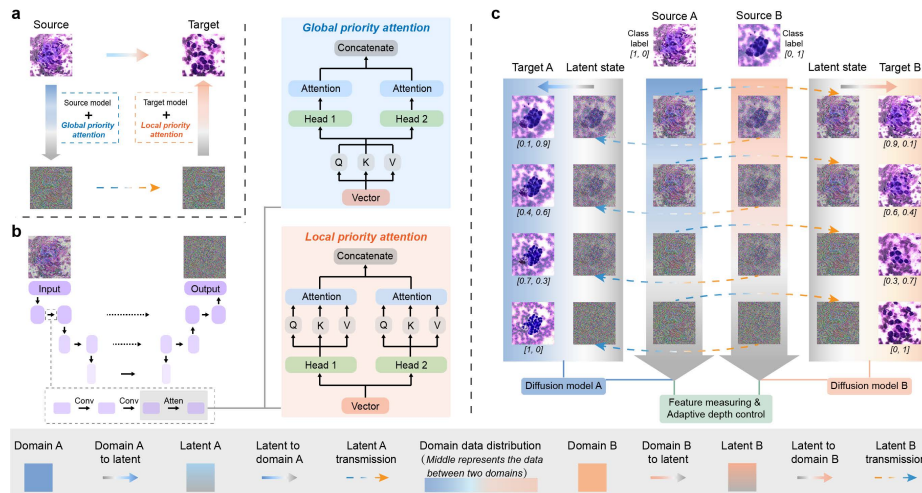 a
Source
Target
Source model
+
Global priority
attention
Target model
+
Local priority
attention
Global priority attention
Concatenate
Attention
Attention
Head 1
Head 2
Q
K
V
Vector
b
Input
Output
Conv
Conv
Atten
Local priority attention
Concatenate
Attention
Attention
Q
K
V
Q
K
V
Head 1
Head 2
Vector
c
Source A
Source B
Class
label
[1, 0]
Class
label
[0, 1]
Target A
Latent state
Latent state
Target B
[0.1, 0.9]
[0.9, 0.1]
[0.4, 0.6]
[0.6, 0.4]
[0.7, 0.3]
[0.3, 0.7]
[1, 0]
[0, 1]
Diffusion model A
Diffusion model B
Feature measuring &
Adaptive depth control
Domain A
Domain A
to latent
Latent A
Latent to
domain A
Latent A
transmission
Domain data distribution
(Middle represents the data
between two domains)
Domain B
Domain B
to latent
Latent B
Latent to
domain B
Latent B
transmission